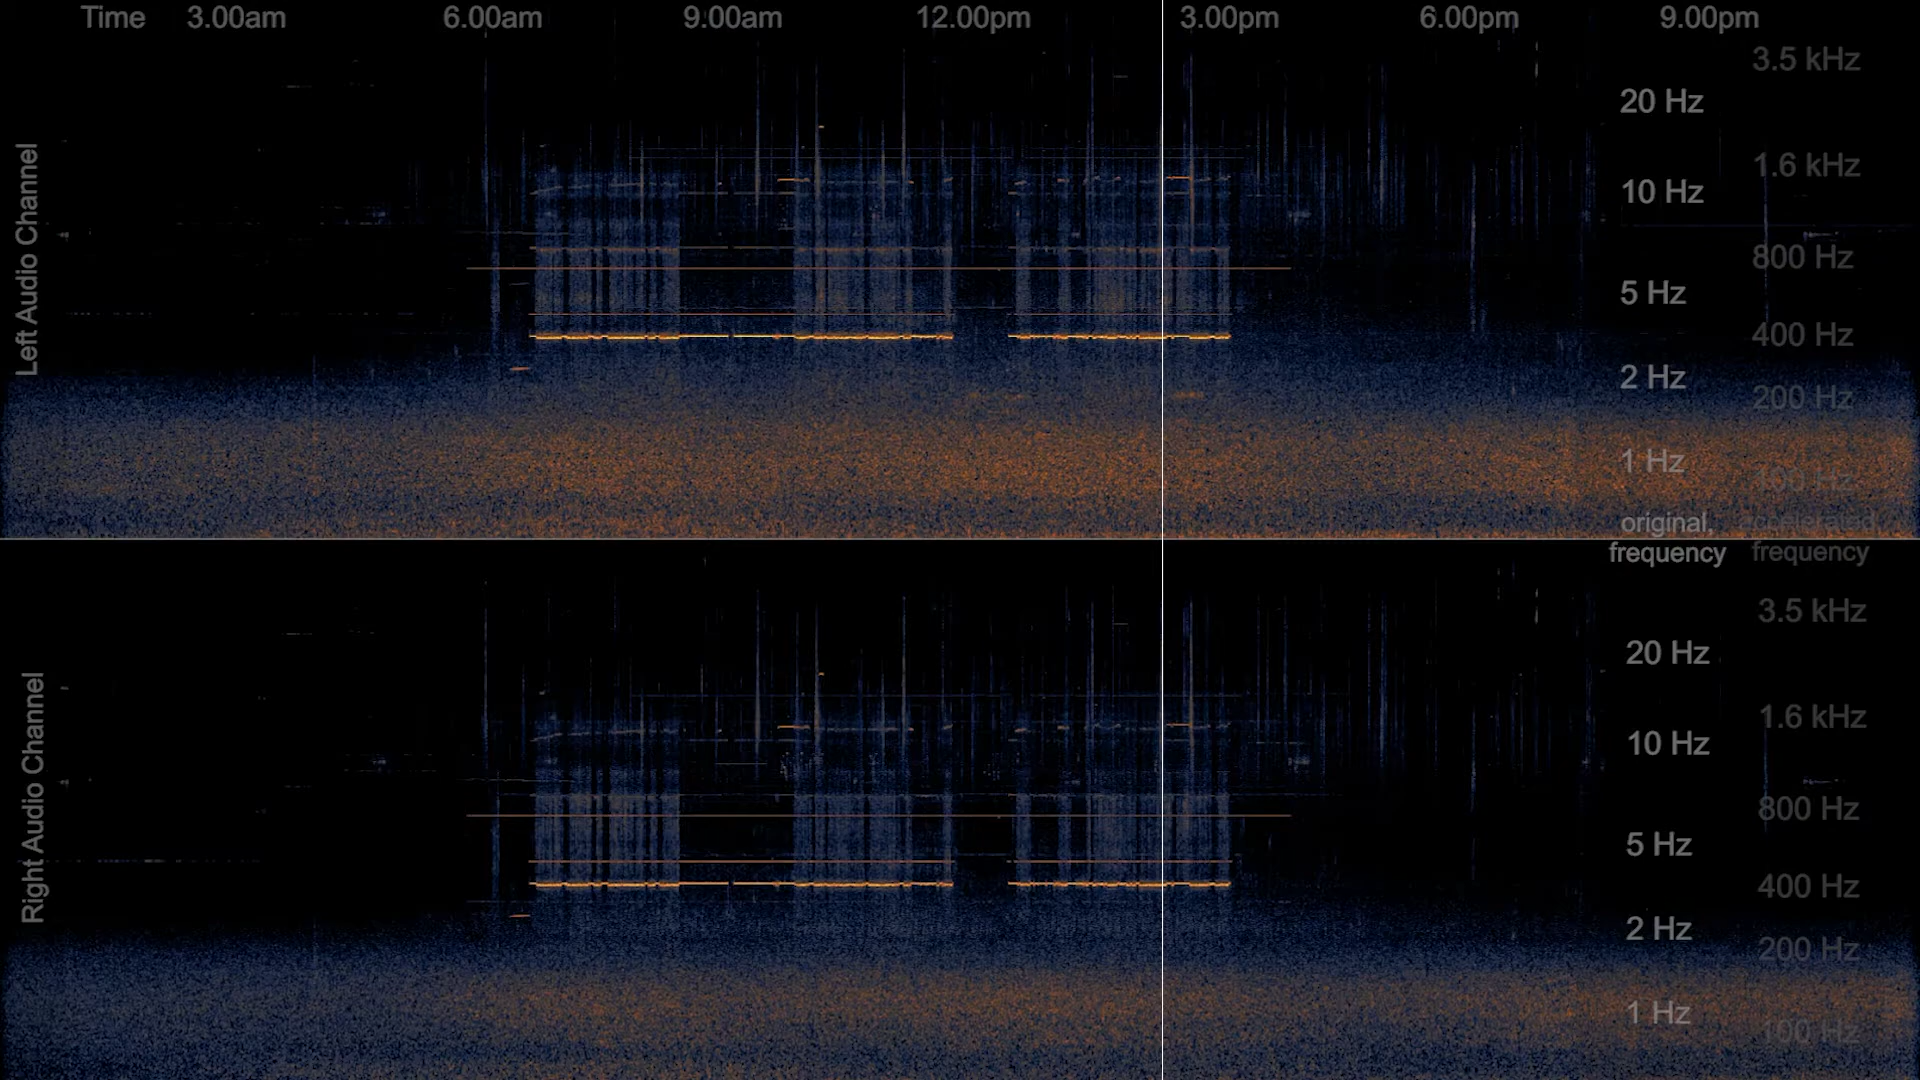 Time 3.00am 6.00am 9.00am 12.00pm 3.00pm 6.00pm 9.00pm
Left Audio Channel
3.5 kHz
20 Hz
1.6 kHz
10 Hz
800 Hz
5 Hz
400 Hz
2 Hz
200 Hz
1 Hz
100 Hz
original, accelerated
frequency frequency
Right Audio Channel
3.5 kHz
20 Hz
1.6 kHz
10 Hz
800 Hz
5 Hz
400 Hz
2 Hz
200 Hz
1 Hz
100 Hz